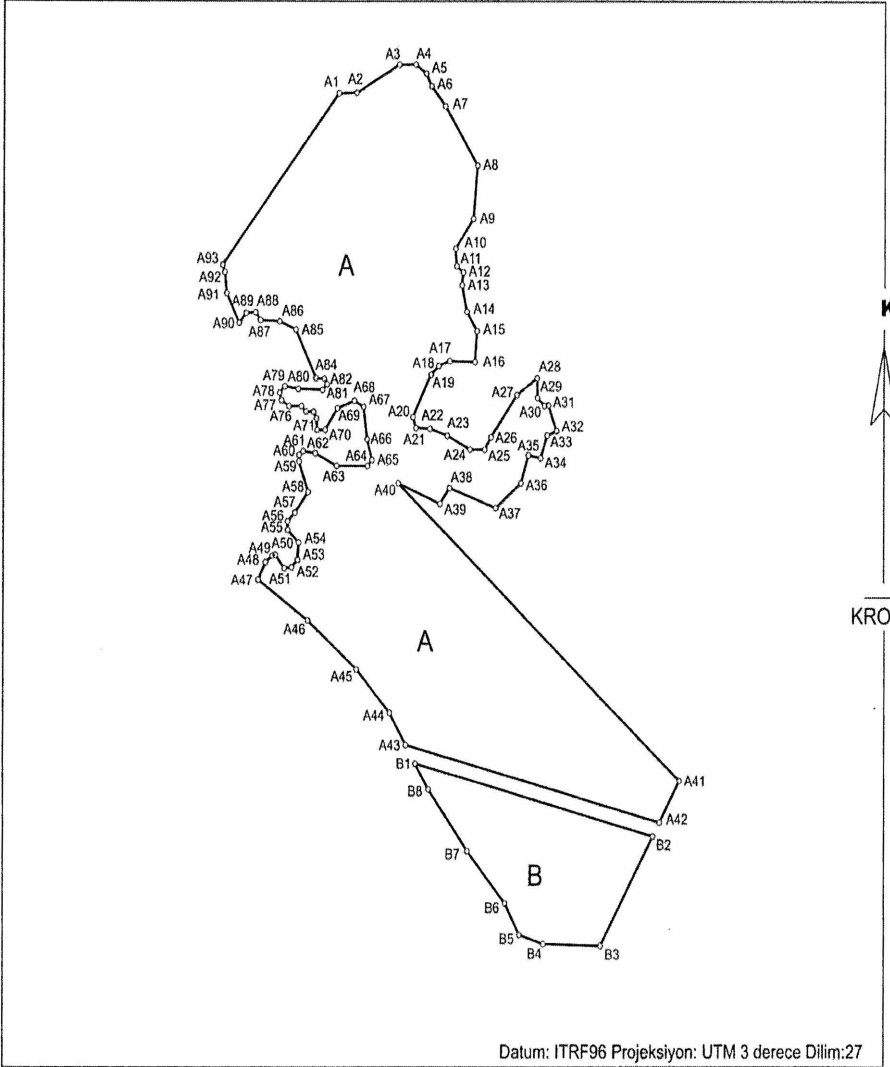 A3 A4
A5
A1 A2
A6
A7
A8
A9
A10
A93
A
A11
A92
A12
A13
A91
A89 A88
A14
K
A90 A87 A86
A85
A15
A17
A18
A16
A84
A19
A28
A79 A80 A82
A27
A29
A78
A81
A68
A77
A67
A30 A31
A76
A69
A20
A71
A70
A21 A22
A23
A26
A32
A33
A61
A66
A60 A62
A24 A25
A35
A59
A63 A64 A65
A34
A40
A38
A36
A58
A39
A37
A57
A56
A55
A54
A49 A50
A53
A48
A51 A52
A47
KRO
A46
A
A45
A44
A43
B1
A41
B8
A42
B2
B7
B
B6
B5
B4
B3
Datum: ITRF96 Projeksiyon: UTM 3 derece Dilim:27